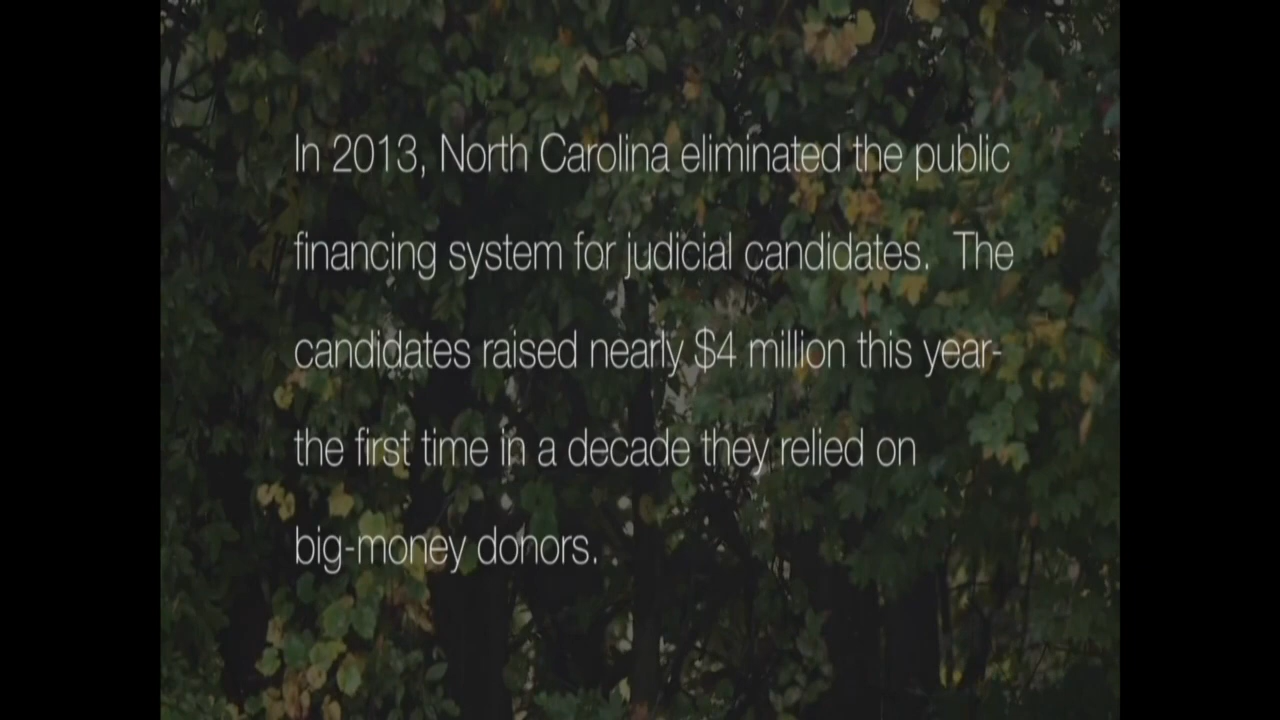 In 2013, North Carolina eliminated the public
financing system for judicial candidates.  The
candidates raised nearly $4 million this year-
the first time in a decade they relied on
big-money donors.